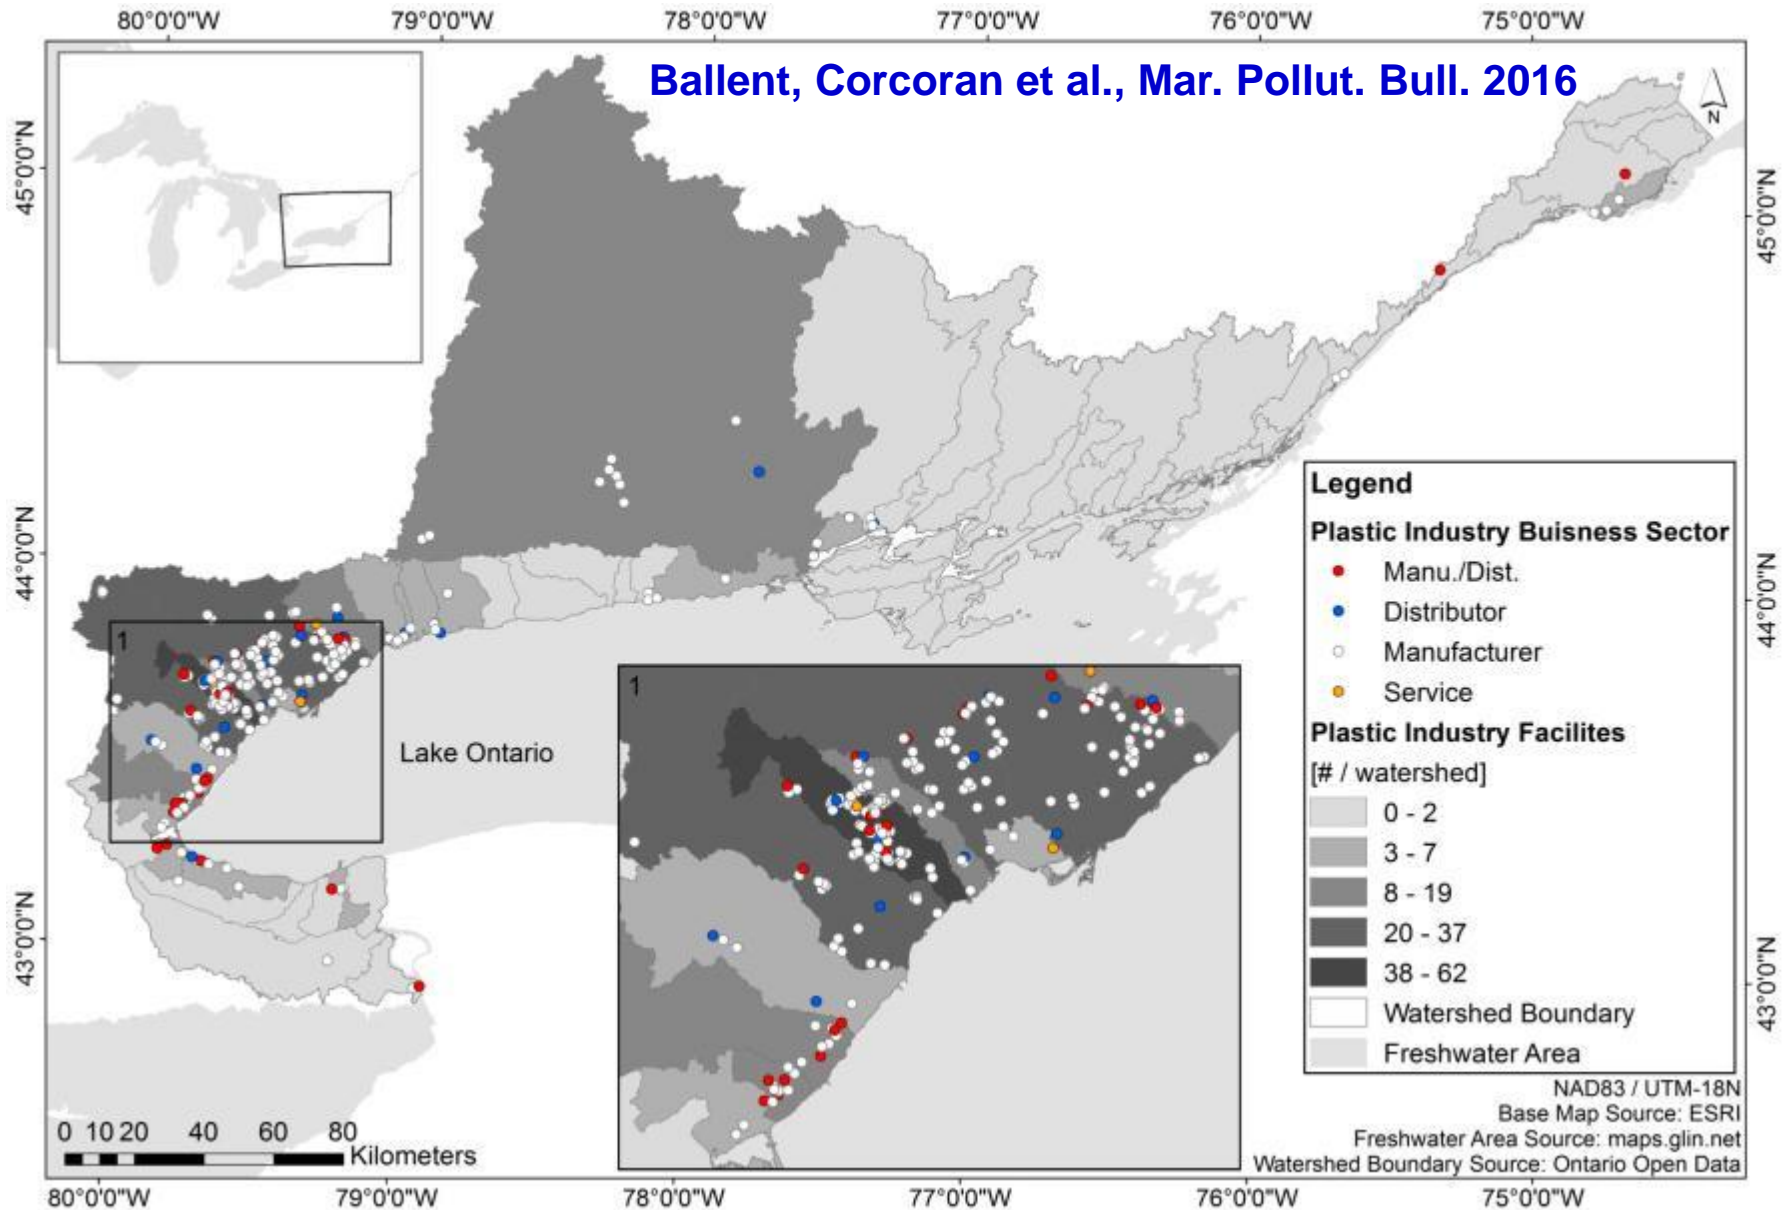 80°0'0"W 79°0'0"W 78°0'0"W 77°0'0"W 76°0'0"W 75°0'0"W
Ballent, Corcoran et al., Mar. Pollut. Bull. 2016
N
45°0'0"N
45°0'0"N
44°0'0"N
44°0'0"N
43°0'0"N
43°0'0"N
1
1
Lake Ontario
Legend
Plastic Industry Buisness Sector
Manu./Dist.
Distributor
Manufacturer
Service
Plastic Industry Facilites
[# / watershed]
0 - 2
3 - 7
8 - 19
20 - 37
38 - 62
Watershed Boundary
Freshwater Area
NAD83 / UTM-18N
Base Map Source: ESRI
Freshwater Area Source: maps.glin.net
Watershed Boundary Source: Ontario Open Data
0 10 20 40 60 80
Kilometers
80°0'0"W 79°0'0"W 78°0'0"W 77°0'0"W 76°0'0"W 75°0'0"W